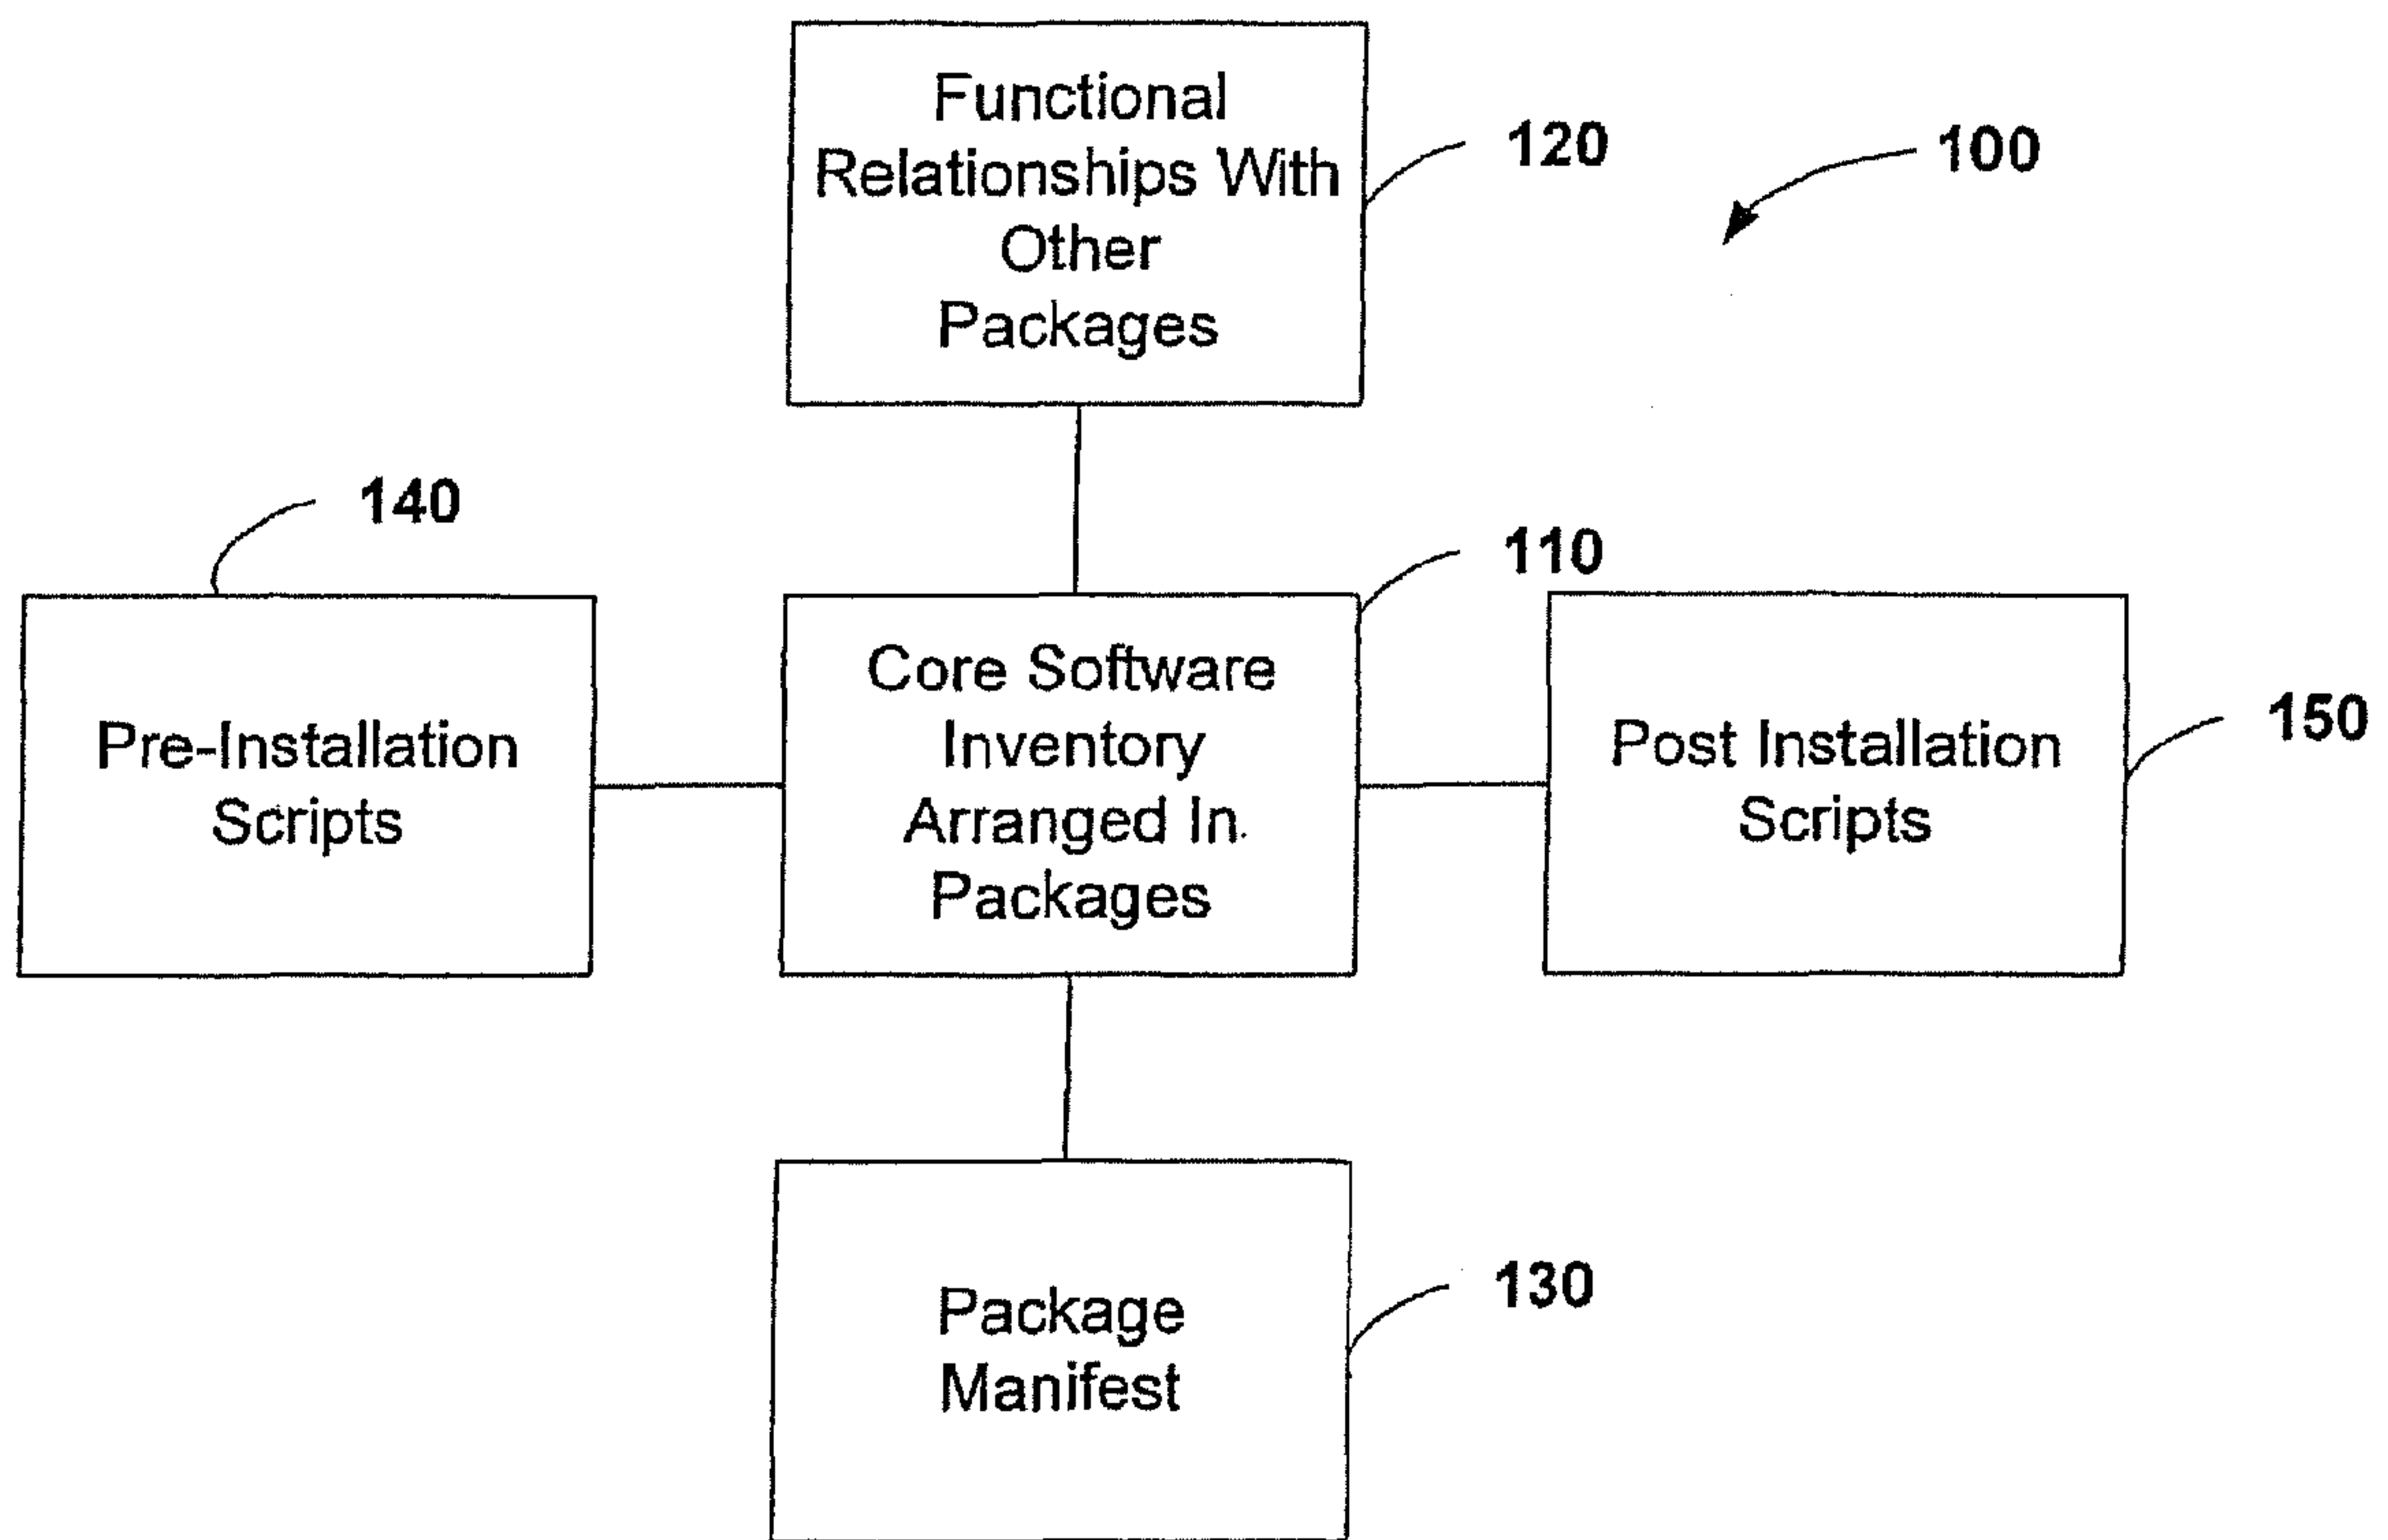 Functional
Relationships With
Other
Packages
120
100
140
110
Pre-Installation
Scripts
Core Software
Inventory
Arranged In
Packages
Post Installation
Scripts
150
Package
Manifest
130